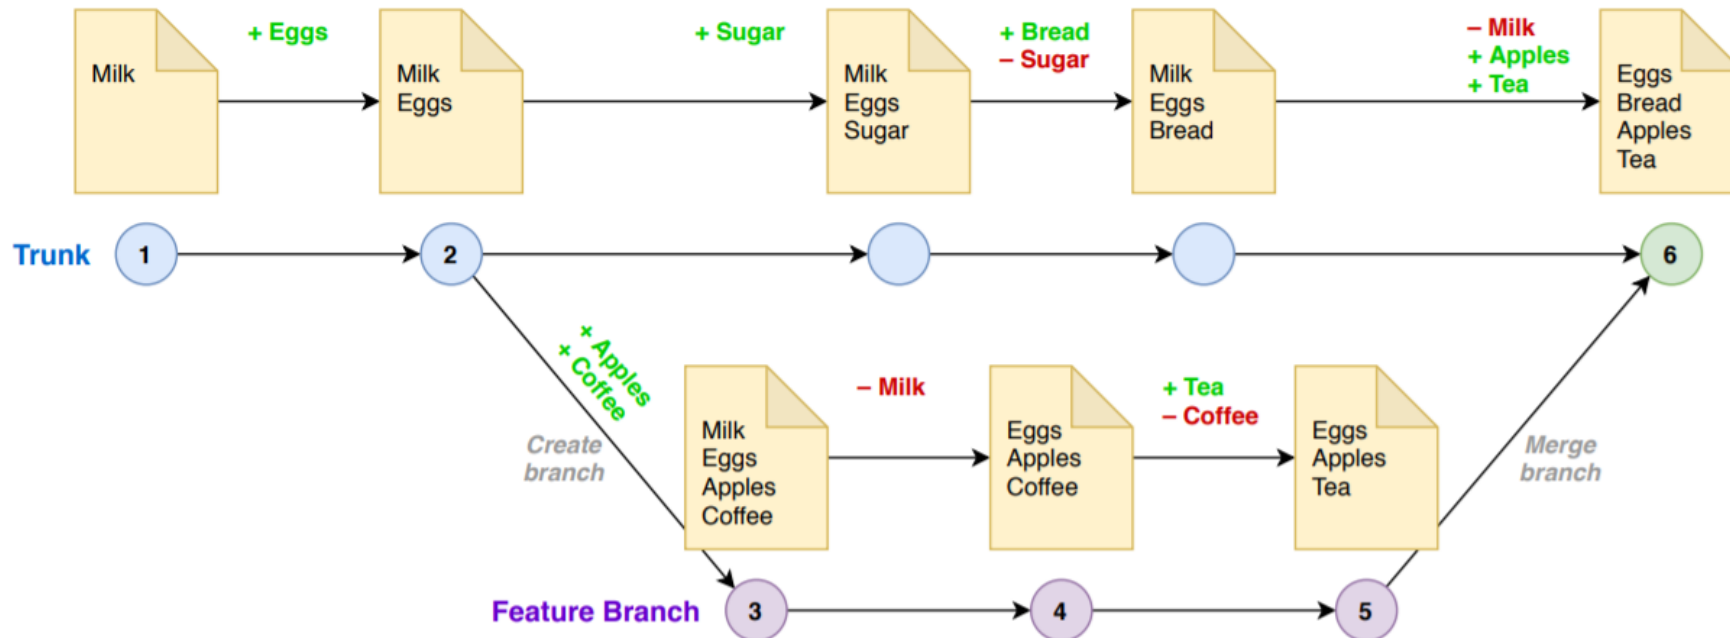 Milk
+ Eggs
Milk
Eggs
+ Sugar
Milk
Eggs
Sugar
+ Bread
– Sugar
Milk
Eggs
Bread
– Milk
+ Apples
+ Tea
Eggs
Bread
Apples
Tea
Trunk
1
2
6
+ Apples
+ Coffee
Create
branch
Milk
Eggs
Apples
Coffee
– Milk
Eggs
Apples
Coffee
+ Tea
– Coffee
Eggs
Apples
Tea
Merge
branch
Feature Branch
3
4
5